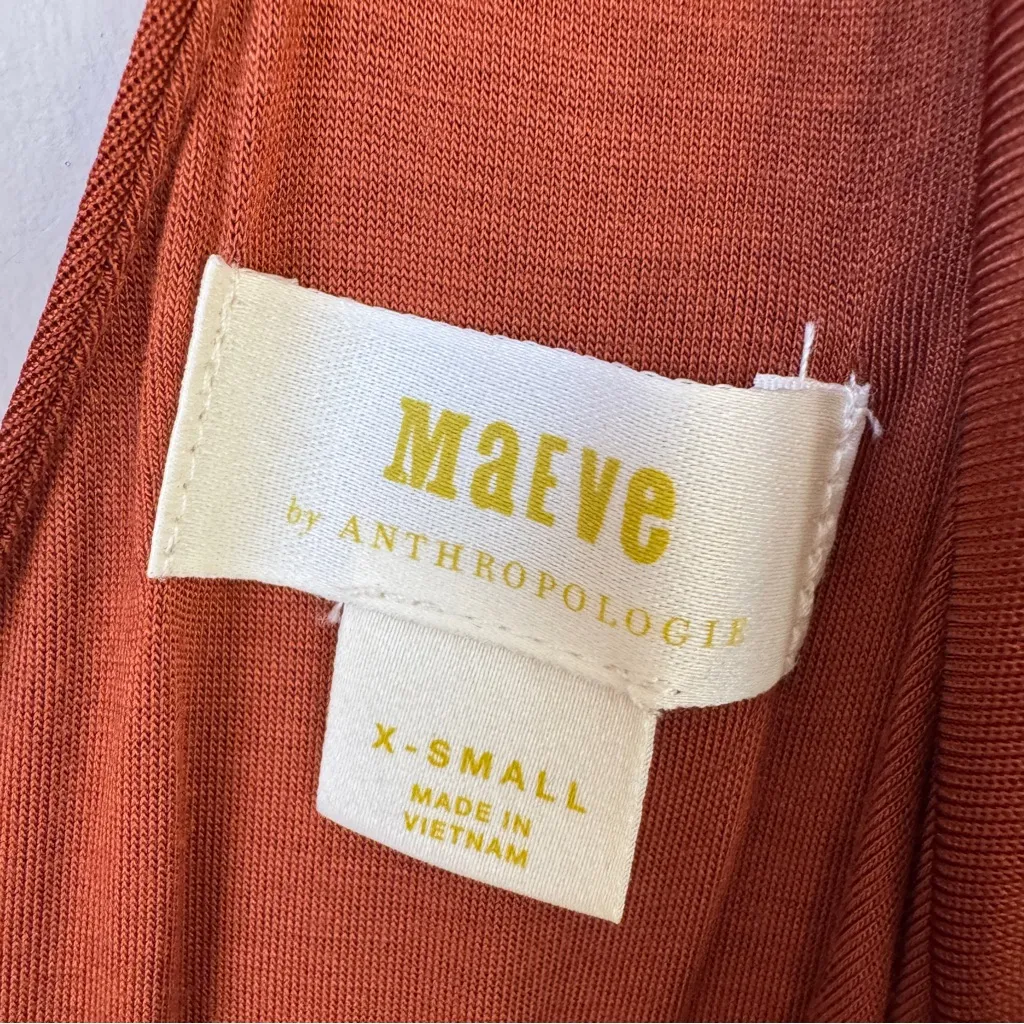 MaEVe
by ANTHROPOLOGIE
X-SMALL
MADE IN
VIETNAM